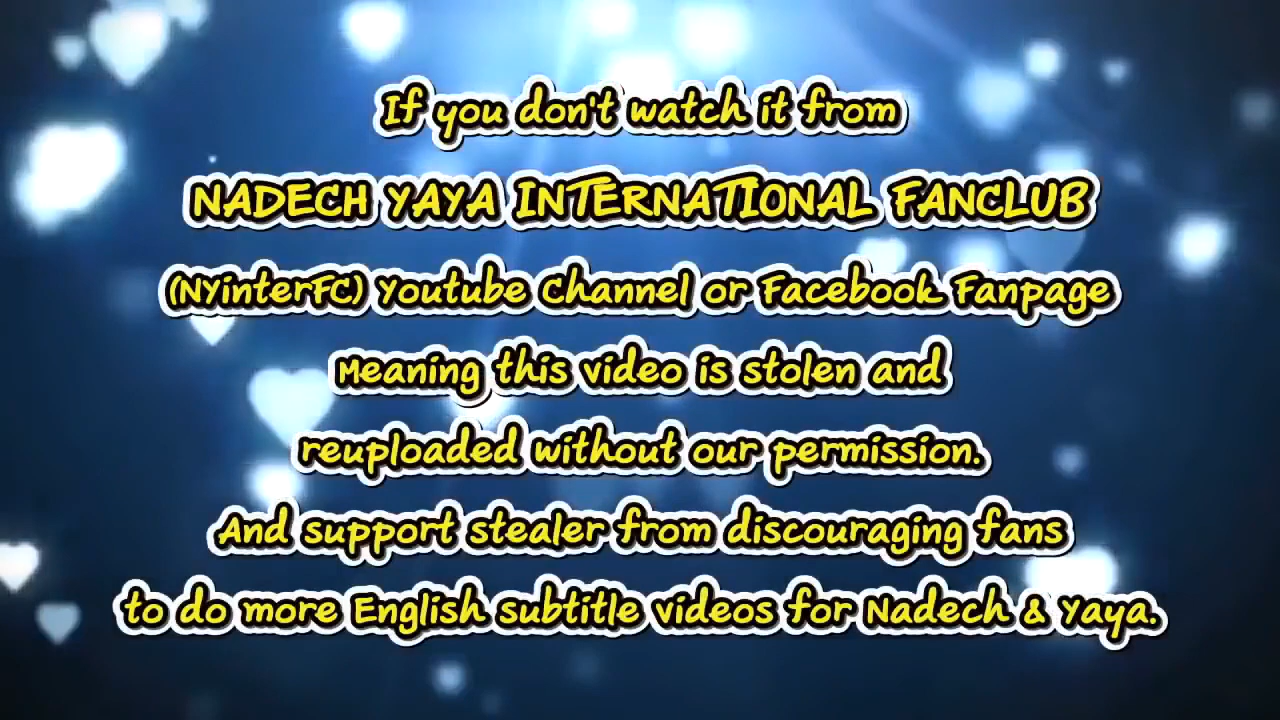 If you don't watch it from
NADECH YAYA INTERNATIONAL FANCLUB
(NYinterFC) Youtube Channel or Facebook Fanpage
Meaning this video is stolen and
reuploaded without our permission.
And support stealer from discouraging fans
to do more English subtitle videos for Nadech & Yaya.